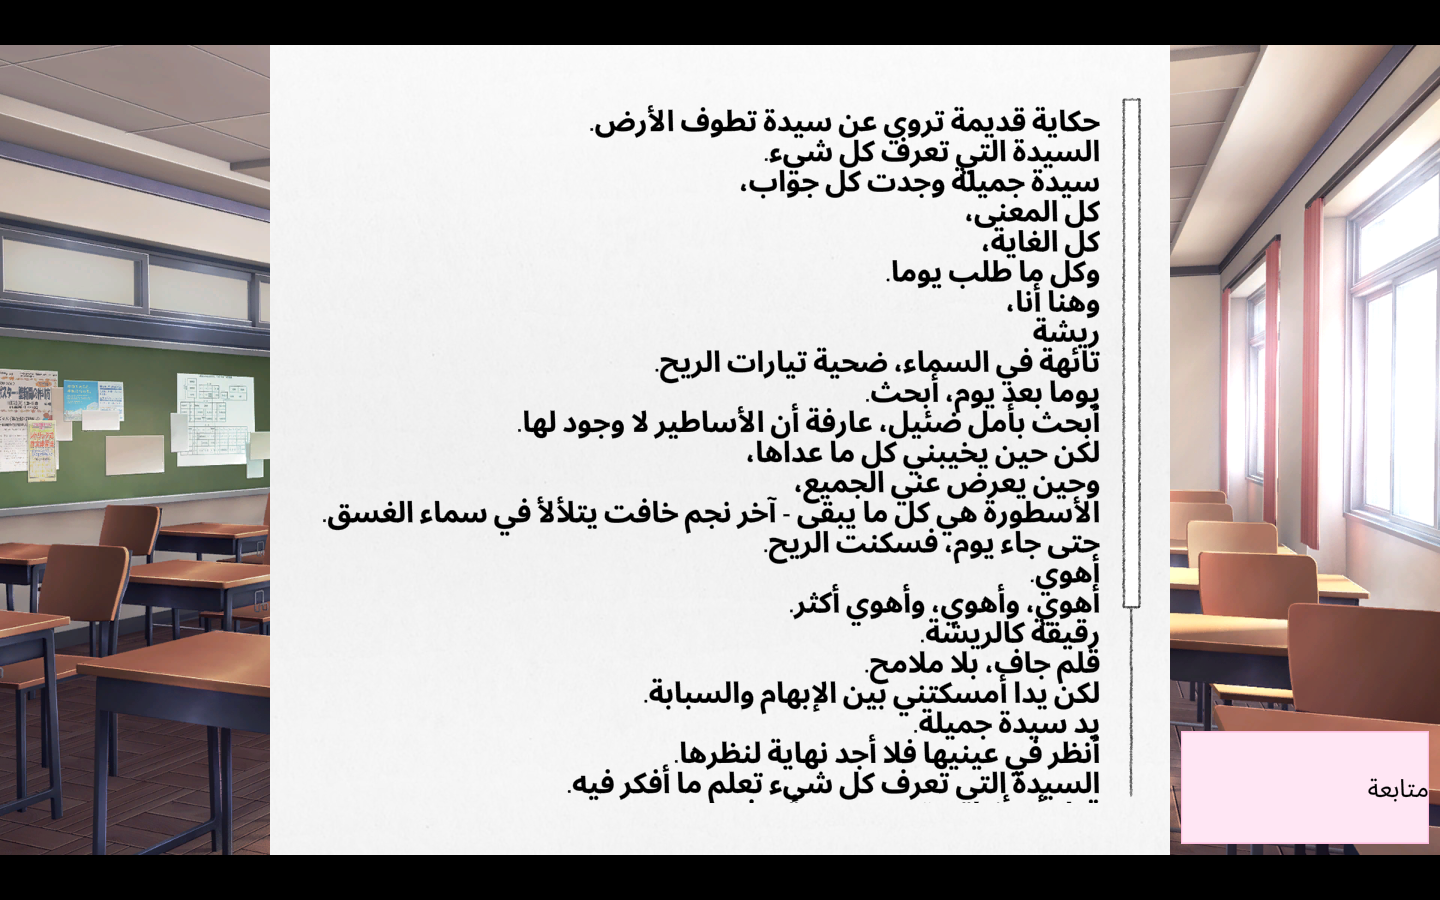 حكاية قديمة تروي عن سيدة تطوف الأرض.
السيدة التي تعرف كل شيء.
سيدة جميلة وجدت كل جواب،
كل المعنى،
كل الغاية،
وكل ما طلب يوما.
وهنا أنا،
ريشة
تائهة في السماء، ضحية تيارات الريح.
يوما بعد يوم، أبحث.
أبحث بأمل ضئيل، عارفة أن الأساطير لا وجود لها.
لكن حين يخيبني كل ما عداها،
وحين يعرض عني الجميع،
الأسطورة هي كل ما يبقى - آخر نجم خافت يتلألأ في سماء الغسق.
حتى جاء يوم، فسكنت الريح.
أهوي.
أهوي، وأهوي، وأهوي أكثر.
رقيقة كالريشة.
قلم جاف، بلا ملامح.
لكن يدا أمسكتني بين الإبهام والسبابة.
يد سيدة جميلة.
أنظر في عينيها فلا أجد نهاية لنظرها.
السيدة التي تعرف كل شيء تعلم ما أفكر فيه.
متابعة